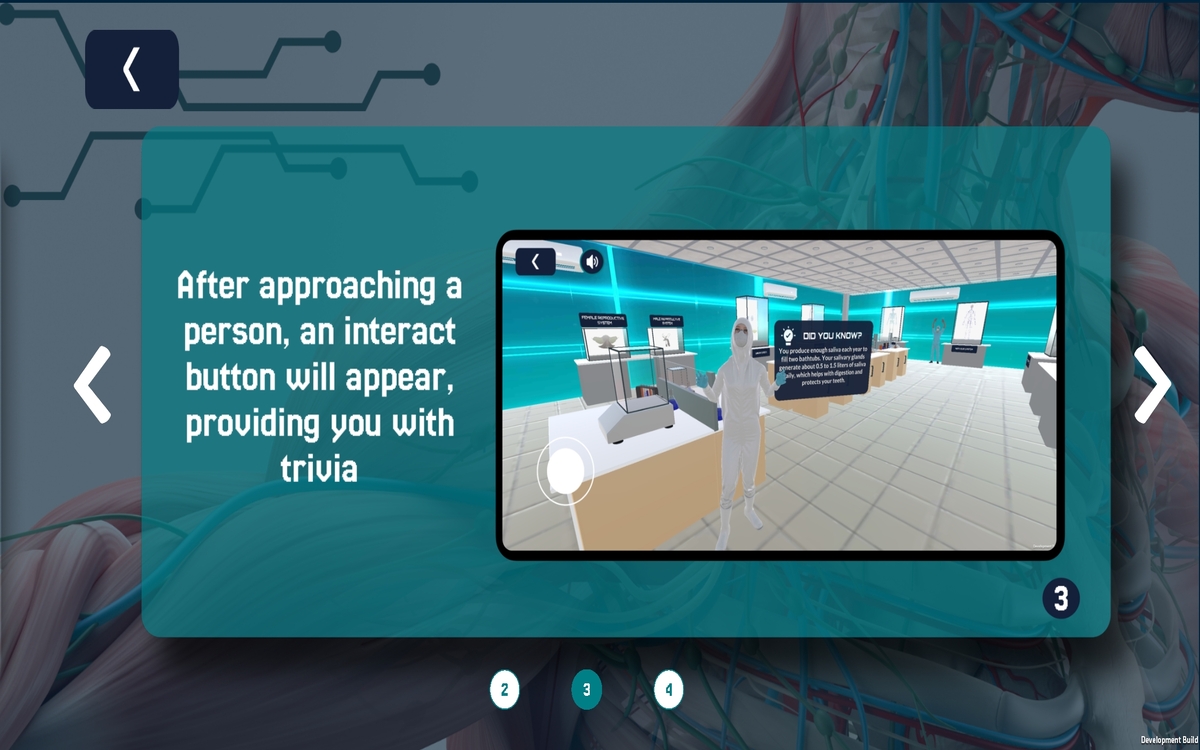 After approaching a
person, an interact
button will appear,
providing you with
trivia
FEMALE REPRODUCTIVE
SYSTEM
MALE REPRODUCTIVE
SYSTEM
DID YOU KNOW?
You produce enough saliva each year to
fill two bathtubs. Your salivary glands
generate about 0.5 to 1.5 liters of saliva
daily, which helps with digestion and
protects your teeth.
3
2
3
4
Development Build